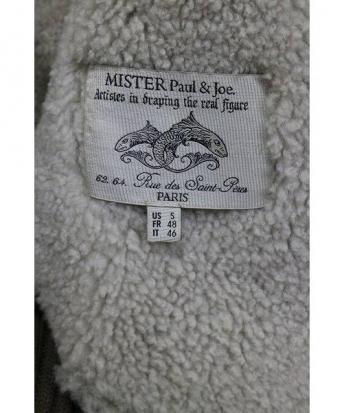 MISTER Paul & Joe.
Artistes in draping the real figure
62. 64. Rue des Saint-Pères
PARIS
US S
FR 48
IT 46